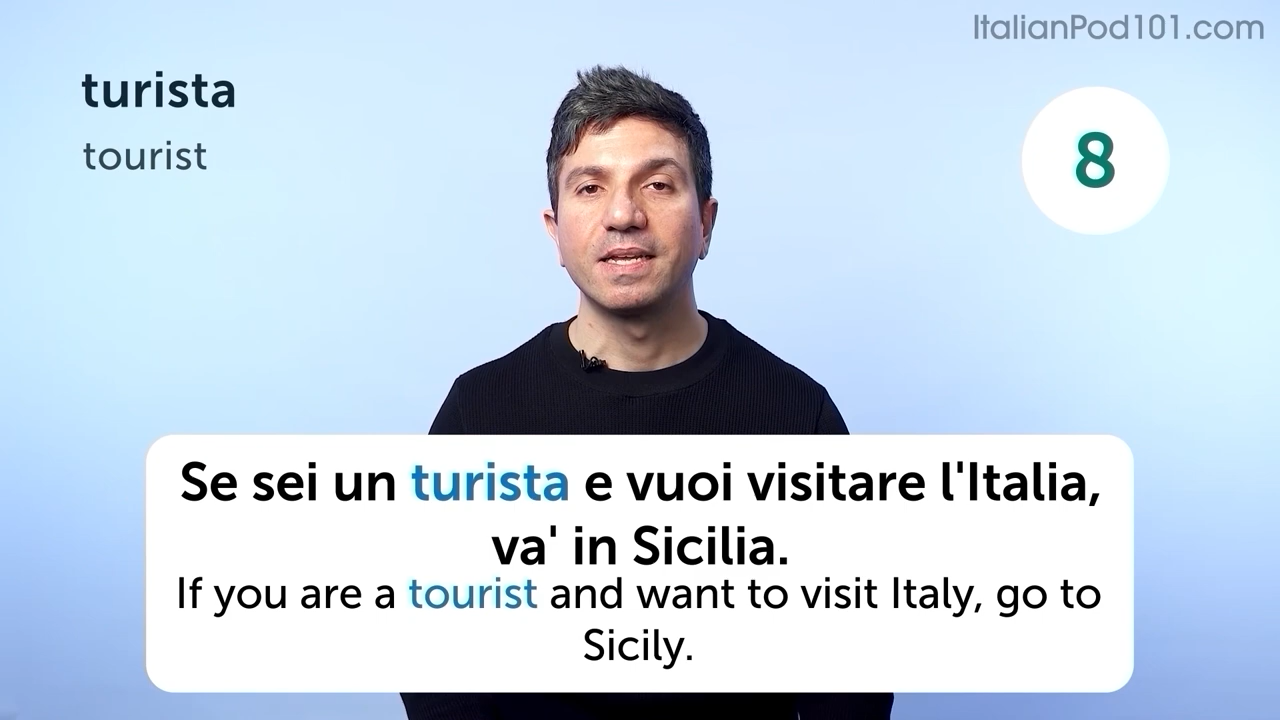 ItalianPod101.com
turista
tourist
8
Se sei un turista e vuoi visitare l'Italia,
va' in Sicilia.
If you are a tourist and want to visit Italy, go to
Sicily.